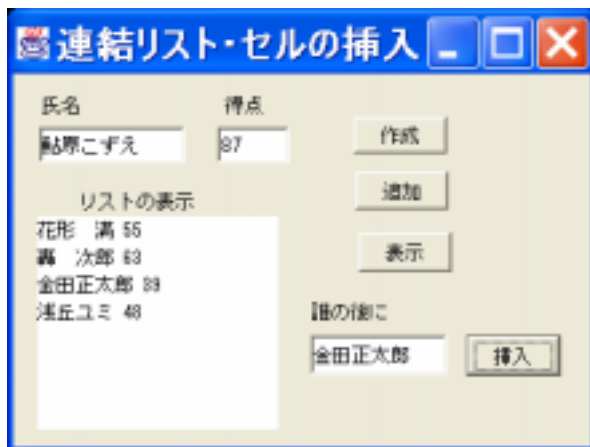 連結リスト・セルの挿入
氏名 得点
鮎原こずえ 87 作成
追加
リストの表示
花形 満 55
轟 次郎 63
表示
金田正太郎 39
浅丘ユミ 48
誰の後に
金田正太郎 挿入